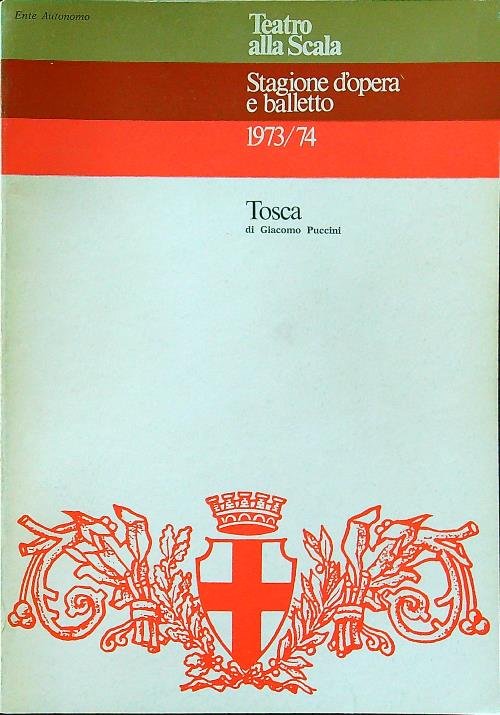 Ente Autonomo
Teatro
alla Scala
Stagione d'opera
e balletto
1973/74
Tosca
di Giacomo Puccini